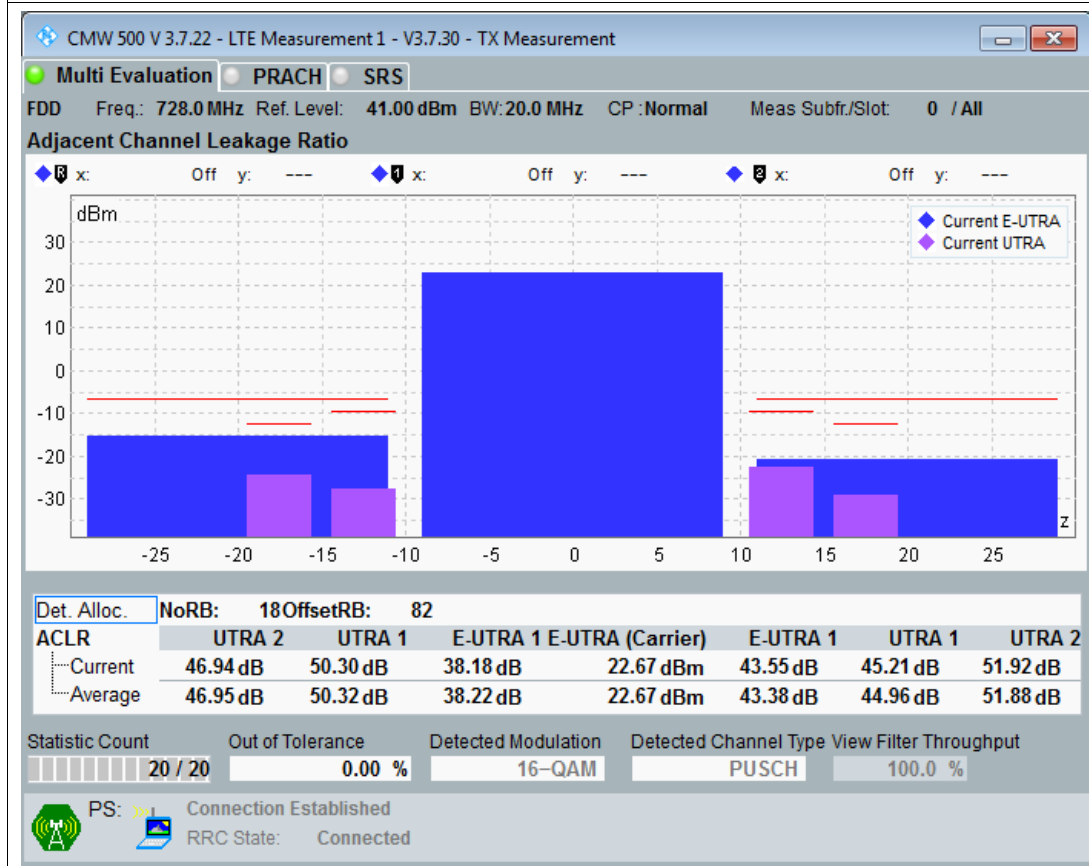 CMW 500 V 3.7.22 - LTE Measurement 1 - V3.7.30 - TX Measurement
Multi Evaluation PRACH SRS
FDD Freq.: 728.0 MHz Ref. Level: 41.00 dBm BW: 20.0 MHz CP : Normal Meas Subfr./Slot: 0 / All
Adjacent Channel Leakage Ratio
R x: Off y: --- 1 x: Off y: --- 2 x: Off y: ---
dBm
Current E-UTRA
Current UTRA
30
20
10
0
-10
-20
-30
z
-25 -20 -15 -10 -5 0 5 10 15 20 25
Det. Alloc. NoRB: 18 OffsetRB: 82
ACLR UTRA 2 UTRA 1 E-UTRA 1 E-UTRA (Carrier) E-UTRA 1 UTRA 1 UTRA 2
Current 46.94 dB 50.30 dB 38.18 dB 22.67 dBm 43.55 dB 45.21 dB 51.92 dB
Average 46.95 dB 50.32 dB 38.22 dB 22.67 dBm 43.38 dB 44.96 dB 51.88 dB
Statistic Count Out of Tolerance Detected Modulation Detected Channel Type View Filter Throughput
20 / 20 0.00 % 16-QAM PUSCH 100.0 %
PS: Connection Established
RRC State: Connected